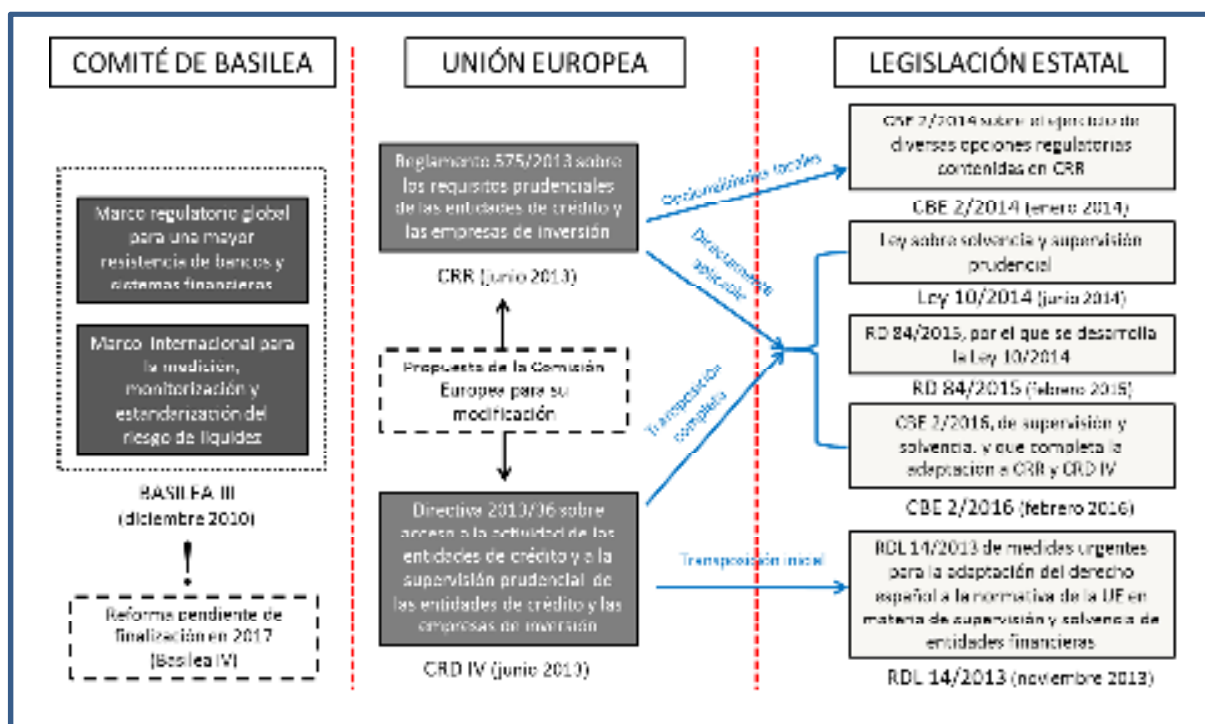 COMITÉ DE BASILEA
Marco regulatorio global
para una mayor
resistencia de bancos y
sistemas financieras
Marco Internacional para
la medición,
monitorización y
estandarización del
riesgo de liquidez
BASILEA III
(diciembre 2010)
!
Reforma pendiente de
finalización en 2017
(Basilea IV)
UNIÓN EUROPEA
Reglamento 575/2013 sobre
los requisitos prudenciales
de las entidades de crédito y
las empresas de inversión
CRR (junio 2013)
Propuesta de la Comisión
Europea para su
modificación
Directiva 2013/36 sobre
acceso a la actividad de las
entidades de crédito y a la
supervisión prudencial de
las entidades de crédito y las
empresas de inversión
CRD IV (junio 2013)
Opcionalidades locales
Directamente
aplicable
Transposición
completa
Transposición inicial
LEGISLACIÓN ESTATAL
CBE 2/2014 sobre el ejercicio de
diversas opciones regulatorias
contenidas en CRR
CBE 2/2014 (enero 2014)
Ley sobre solvencia y supervisión
prudencial
Ley 10/2014 (junio 2014)
RD 84/2015, por el que se desarrolla
la Ley 10/2014
RD 84/2015 (febrero 2015)
CBE 2/2016, de supervisión y
solvencia, y que completa la
adaptación a CRR y CRD IV
CBE 2/2016 (febrero 2016)
RDL 14/2013 de medidas urgentes
para la adaptación del derecho
español a la normativa de la UE en
materia de supervisión y solvencia de
entidades financieras
RDL 14/2013 (noviembre 2013)